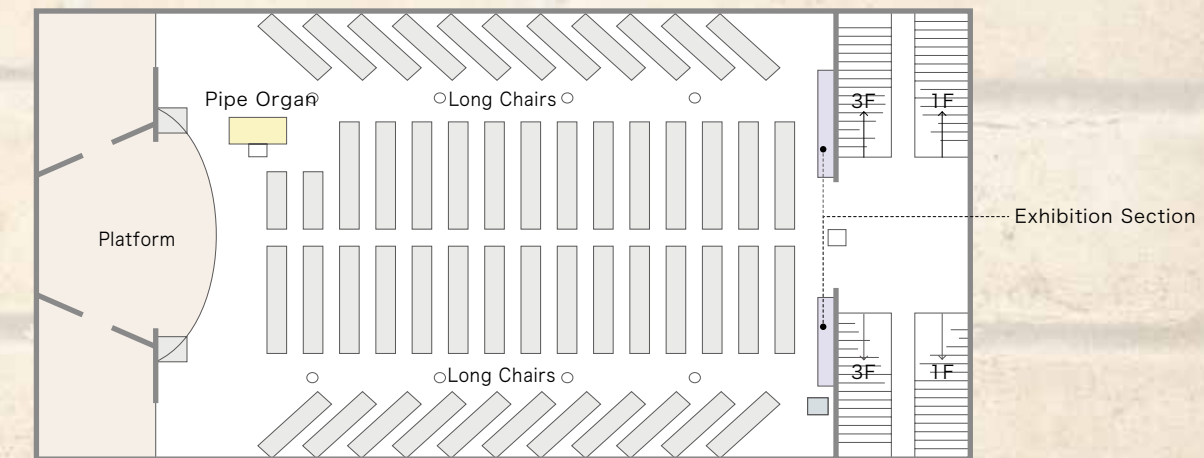 Pipe Organ
Long Chairs
3F
1F
Platform
Exhibition Section
Long Chairs
3F
1F